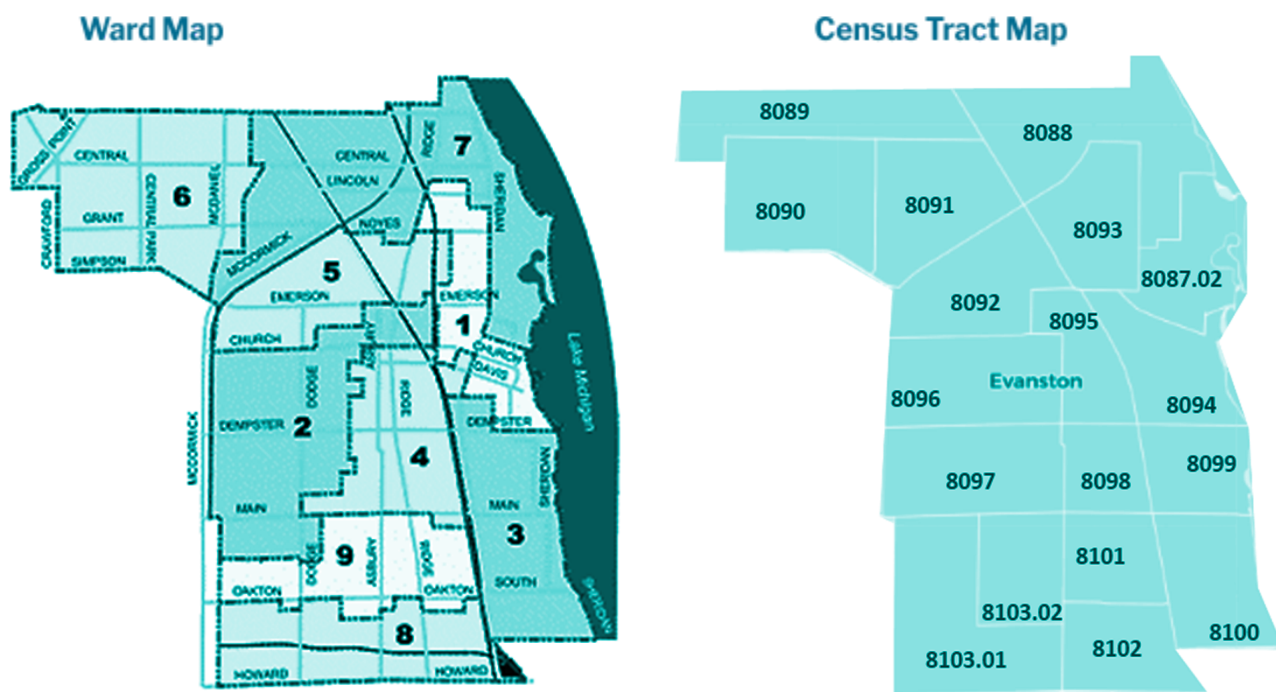 Ward Map
Census Tract Map
GROSS POINT
CENTRAL
CENTRAL PARK
6
MCDANIEL
CRAWFORD
GRANT
SIMPSON
CENTRAL
LINCOLN
RIDGE
7
SHERIDAN
NOYES
MCCORMICK
5
EMERSON
EMERSON
1
CHURCH
ASBURY
CHURCH
DAVIS
DODGE
RIDGE
Lake Michigan
MCCORMICK
DEMPSTER
2
DEMPSTER
4
SHERIDAN
MAIN
MAIN
3
DODGE
9
ASBURY
RIDGE
OAKTON
OAKTON
SOUTH
8
HOWARD
HOWARD
8089
8088
8090
8091
8093
8087.02
8092
8095
Evanston
8096
8094
8099
8097
8098
8101
8103.02
8100
8103.01
8102